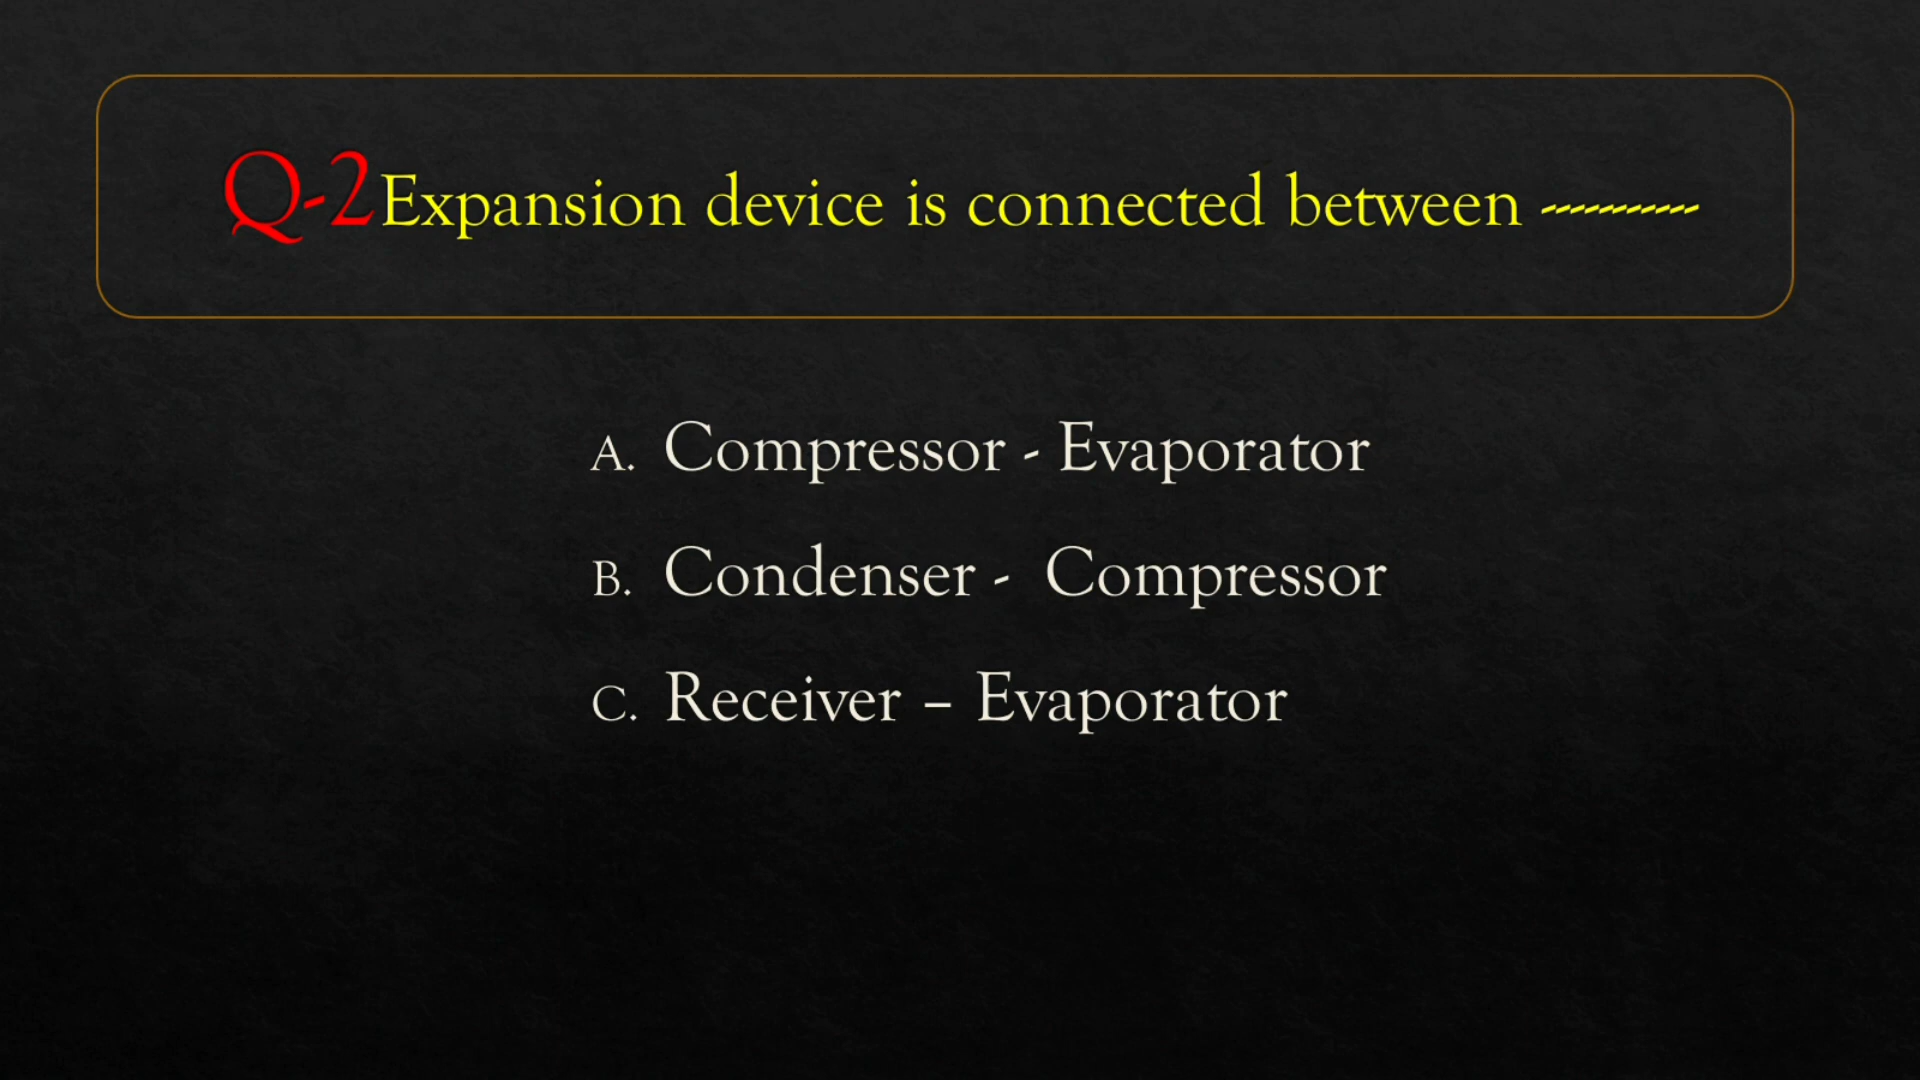 Q-2 Expansion device is connected between -----------
A. Compressor - Evaporator
B. Condenser - Compressor
C. Receiver – Evaporator